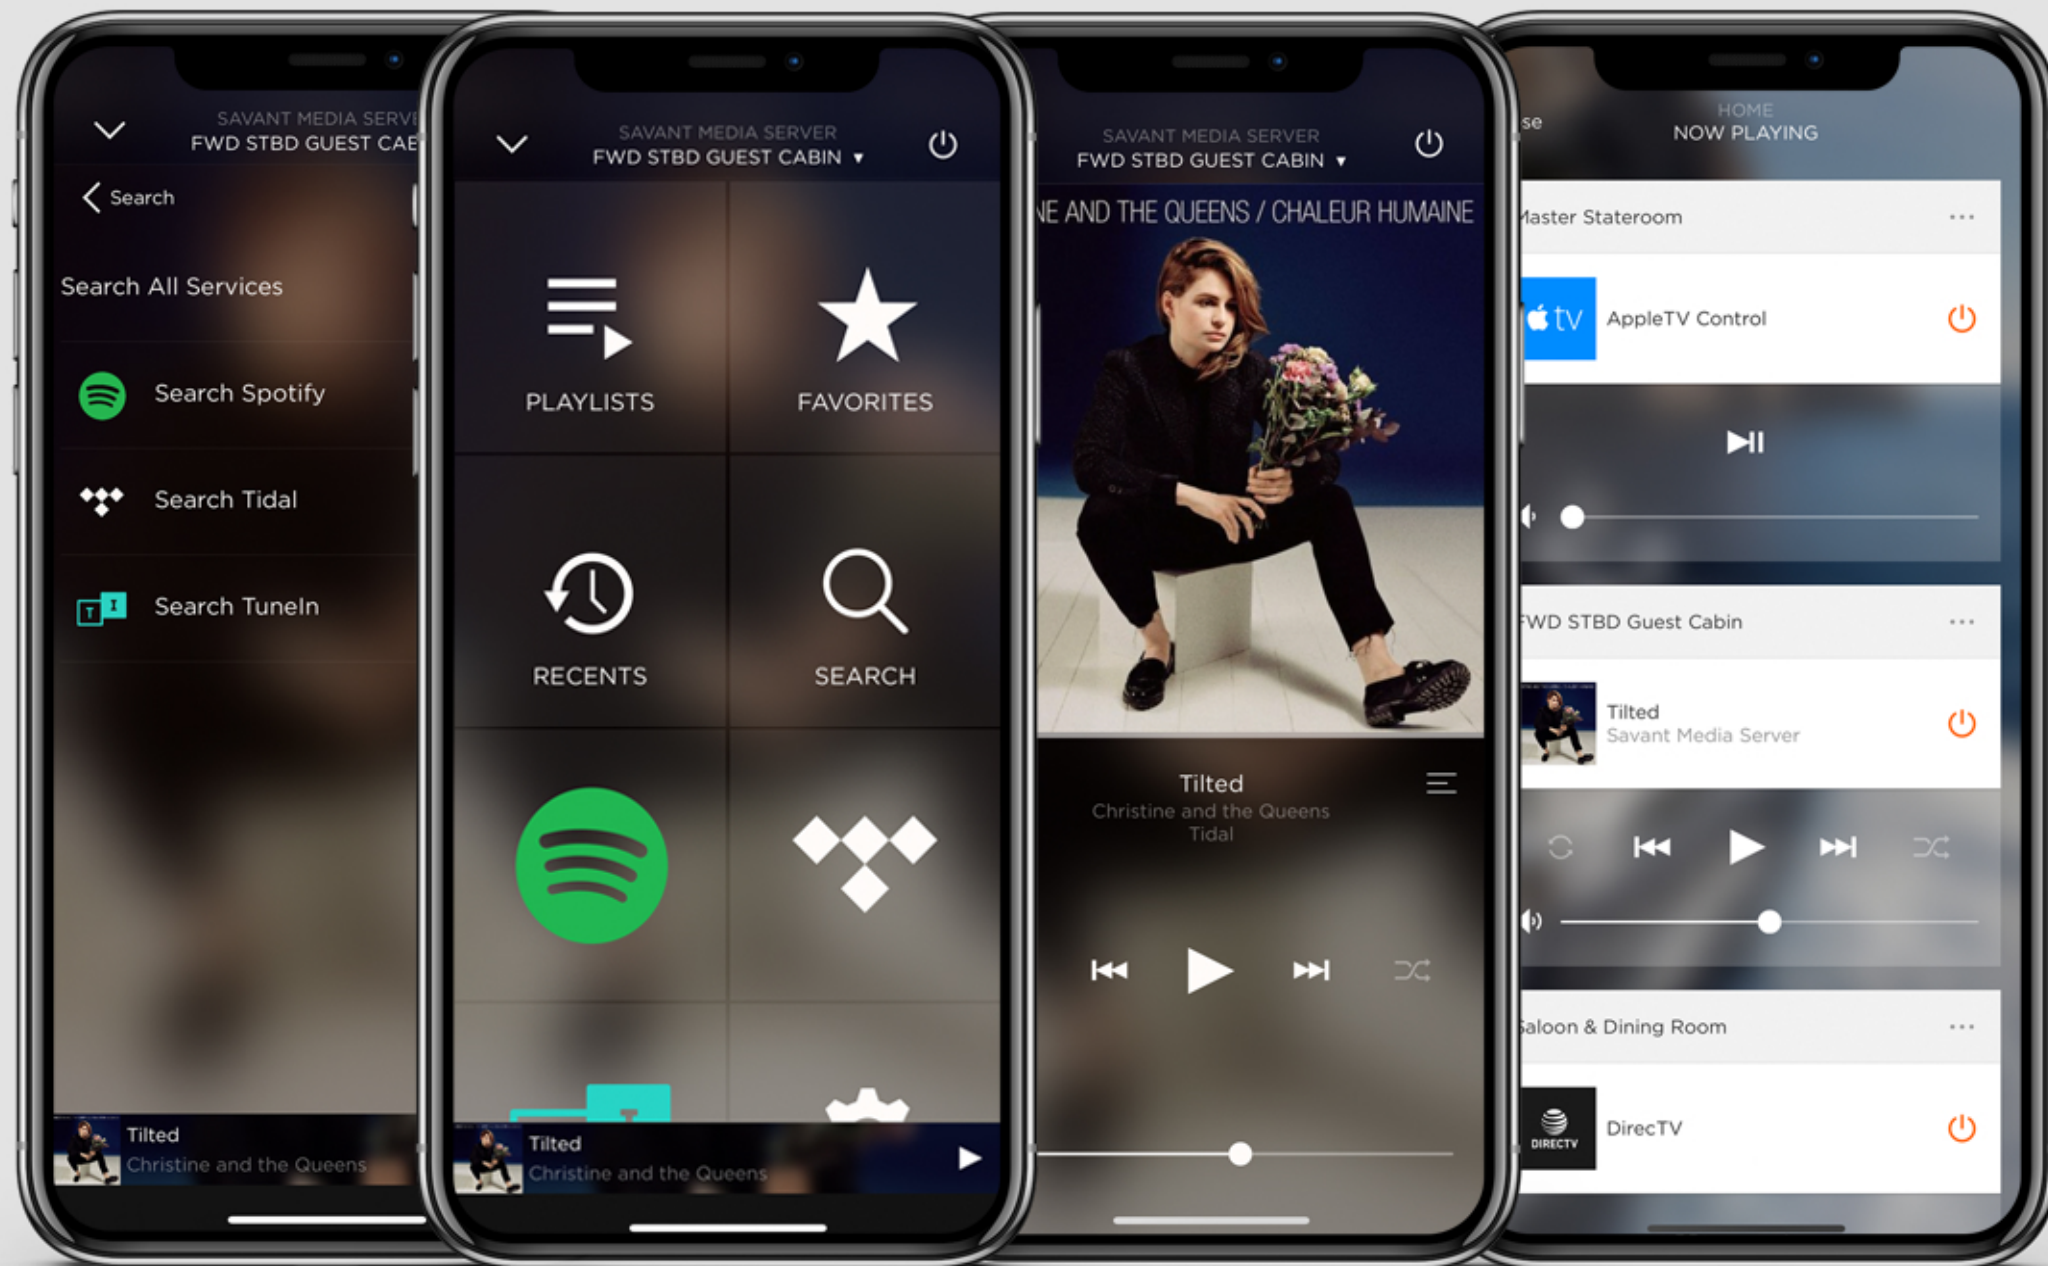 SAVANT MEDIA SERV
FWD STBD GUEST CAB
Search
Search All Services
Search Spotify
Search Tidal
T I
Search TuneIn
Tilted
Christine and the Queens
SAVANT MEDIA SERVER
FWD STBD GUEST CABIN
PLAYLISTS
FAVORITES
RECENTS
SEARCH
T
Tilted
Christine and the Queens
SAVANT MEDIA SERVER
FWD STBD GUEST CABIN
NE AND THE QUEENS / CHALEUR HUMAINE
Tilted
Christine and the Queens
Tidal
se
HOME
NOW PLAYING
Master Stateroom
tv
AppleTV Control
FWD STBD Guest Cabin
Tilted
Savant Media Server
Saloon & Dining Room
DIRECTV
DirecTV